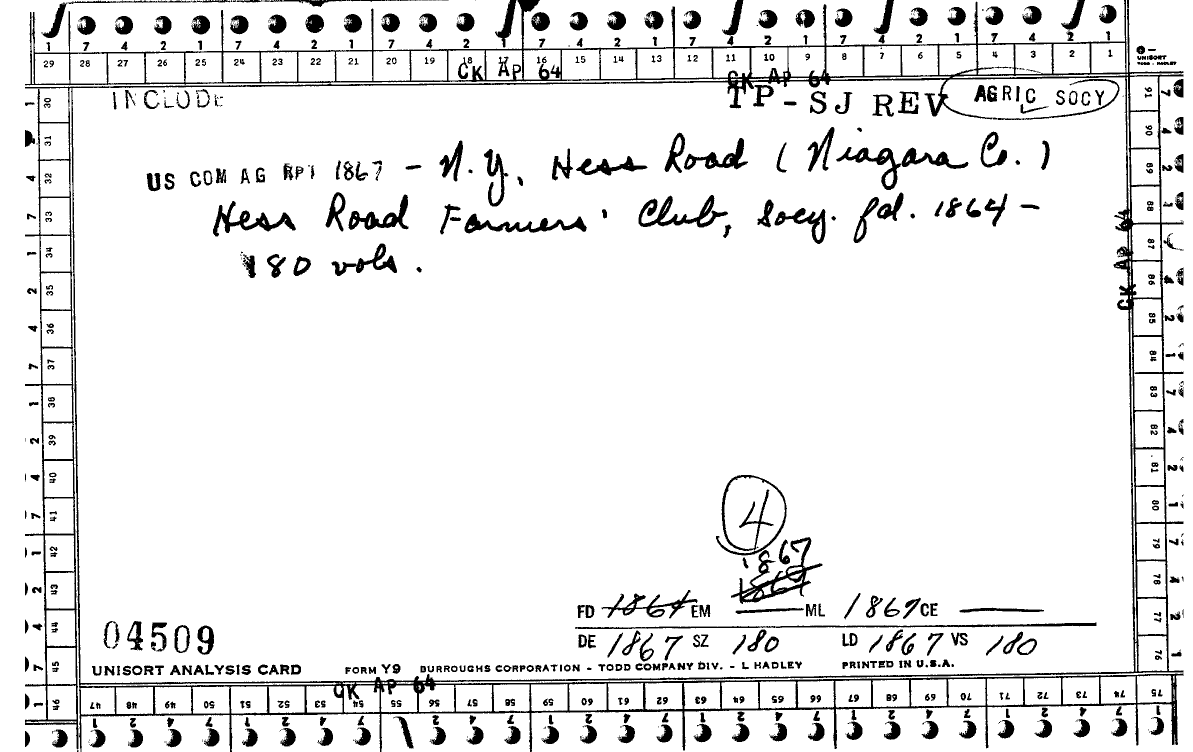 1 7 4 2 1 7 4 2 1 7 4 2 1 7 4 2 1 7 4 2 1 7 4 2 1 7 4 2 1
29 28 27 26 25 24 23 22 21 20 19 18 17 16 15 14 13 12 11 10 9 8 7 6 5 4 3 2 1
UNISORT
TODD - HADLEY
CK AP 64
CK AP 64
INCLUDE
TP-SJ REV
AGRIC SOCY
US COM AG RPT 1867 - N.Y, Hess Road (Niagara Co.)
Hess Road Farmers' Club, Socy. fd. 1864 -
180 vols.
CK AP 64
4
1867
FD 1864 EM ML 1867 CE
DE 1867 SZ 180 LD 1867 VS 180
04509
UNISORT ANALYSIS CARD FORM Y9 BURROUGHS CORPORATION - TODD COMPANY DIV. - L HADLEY PRINTED IN U.S.A.
CK AP 64
30 31 32 33 34 35 36 37 38 39 40 41 42 43 44 45 46
47 48 49 50 51 52 53 54 55 56 57 58 59 60 61 62 63 64 65 66 67 68 69 70 71 72 73 74 75
91 90 89 88 87 86 85 84 83 82 81 80 79 78 77 76